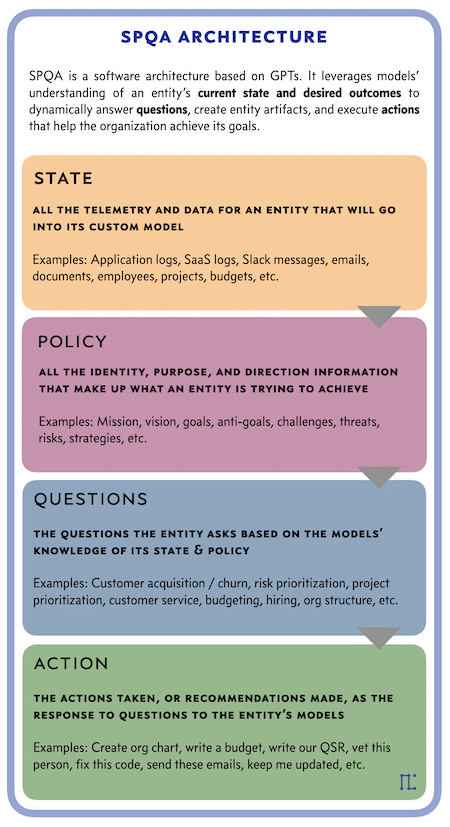 SPQA ARCHITECTURE
SPQA is a software architecture based on GPTs. It leverages models'
understanding of an entity's current state and desired outcomes to
dynamically answer questions, create entity artifacts, and execute actions
that help the organization achieve its goals.
STATE
ALL THE TELEMETRY AND DATA FOR AN ENTITY THAT WILL GO
INTO ITS CUSTOM MODEL
Examples: Application logs, SaaS logs, Slack messages, emails,
documents, employees, projects, budgets, etc.
POLICY
ALL THE IDENTITY, PURPOSE, AND DIRECTION INFORMATION
THAT MAKE UP WHAT AN ENTITY IS TRYING TO ACHIEVE
Examples: Mission, vision, goals, anti-goals, challenges, threats,
risks, strategies, etc.
QUESTIONS
THE QUESTIONS THE ENTITY ASKS BASED ON THE MODELS'
KNOWLEDGE OF ITS STATE & POLICY
Examples: Customer acquisition / churn, risk prioritization, project
prioritization, customer service, budgeting, hiring, org structure, etc.
ACTION
THE ACTIONS TAKEN, OR RECOMMENDATIONS MADE, AS THE
RESPONSE TO QUESTIONS TO THE ENTITY'S MODELS
Examples: Create org chart, write a budget, write our QSR, vet this
person, fix this code, send these emails, keep me updated, etc.